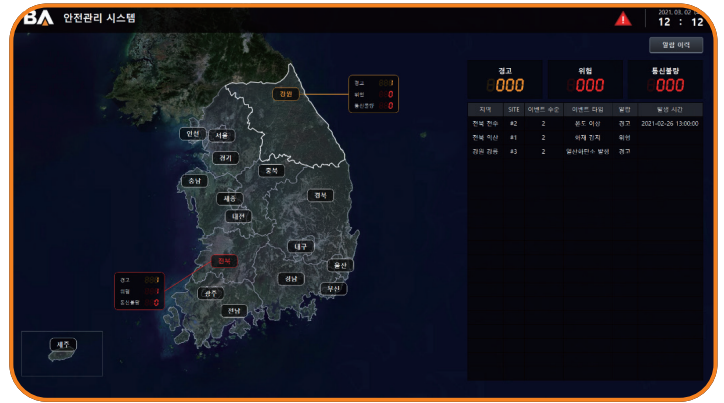 BA 안전관리 시스템
2021. 03. 02
12 : 12
알람 이력
경고 위험 통신불량
000 000 000
지역 SITE 이벤트 수준 이벤트 타입 발령 발생 시간
전북 전주 #2 2 온도 이상 경고 2021-02-26 13:00:00
전북 익산 #1 2 화재 감지 위험
강원 강릉 #3 2 일산화탄소 발생 경고
강원
경고
위험 0
통신불량 0
인천
서울
경기
충북
충남
세종
대전
경북
대구
전북
울산
경남
부산
광주
전남
경고
위험
통신불량 0
제주